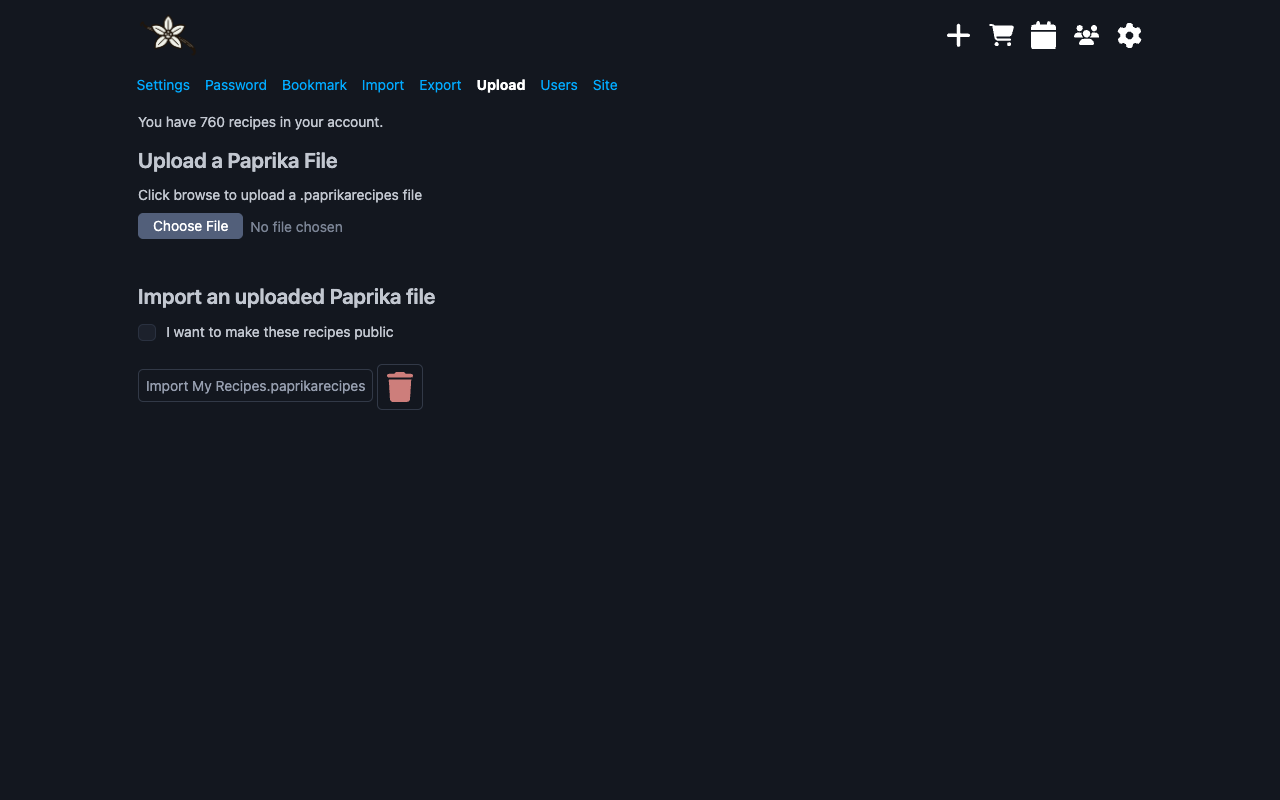 Settings Password Bookmark Import Export Upload Users Site
You have 760 recipes in your account.
Upload a Paprika File
Click browse to upload a .paprikarecipes file
Choose File No file chosen
Import an uploaded Paprika file
I want to make these recipes public
Import My Recipes.paprikarecipes